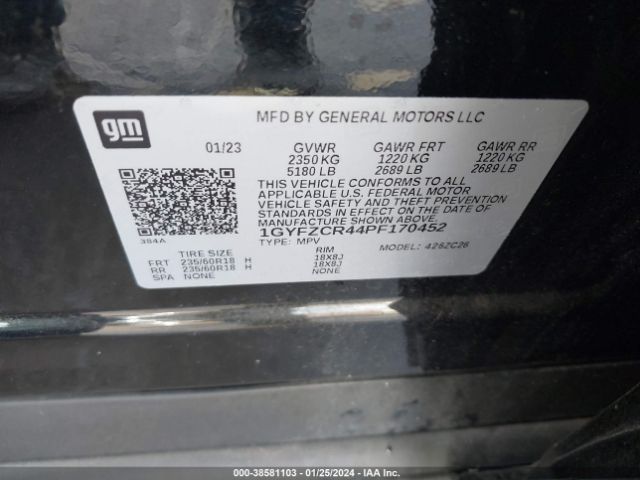 gm
MFD BY GENERAL MOTORS LLC
01/23 GVWR GAWR FRT GAWR RR
2350 KG 1220 KG 1220 KG
5180 LB 2689 LB 2689 LB
THIS VEHICLE CONFORMS TO ALL
APPLICABLE U.S. FEDERAL MOTOR
VEHICLE SAFETY AND THEFT PREVENTION
STANDARDS IN EFFECT ON THE DATE OF
MANUFACTURE SHOWN ABOVE.
384A 1GYFZCR44PF170452
TYPE: MPV MODEL: 4262C26
TIRE SIZE RIM
FRT 235/60R18 H 18X8J
RR 235/60R18 H 18X8J
SPA NONE NONE
000-38581103 — 01/25/2024 — IAA Inc.